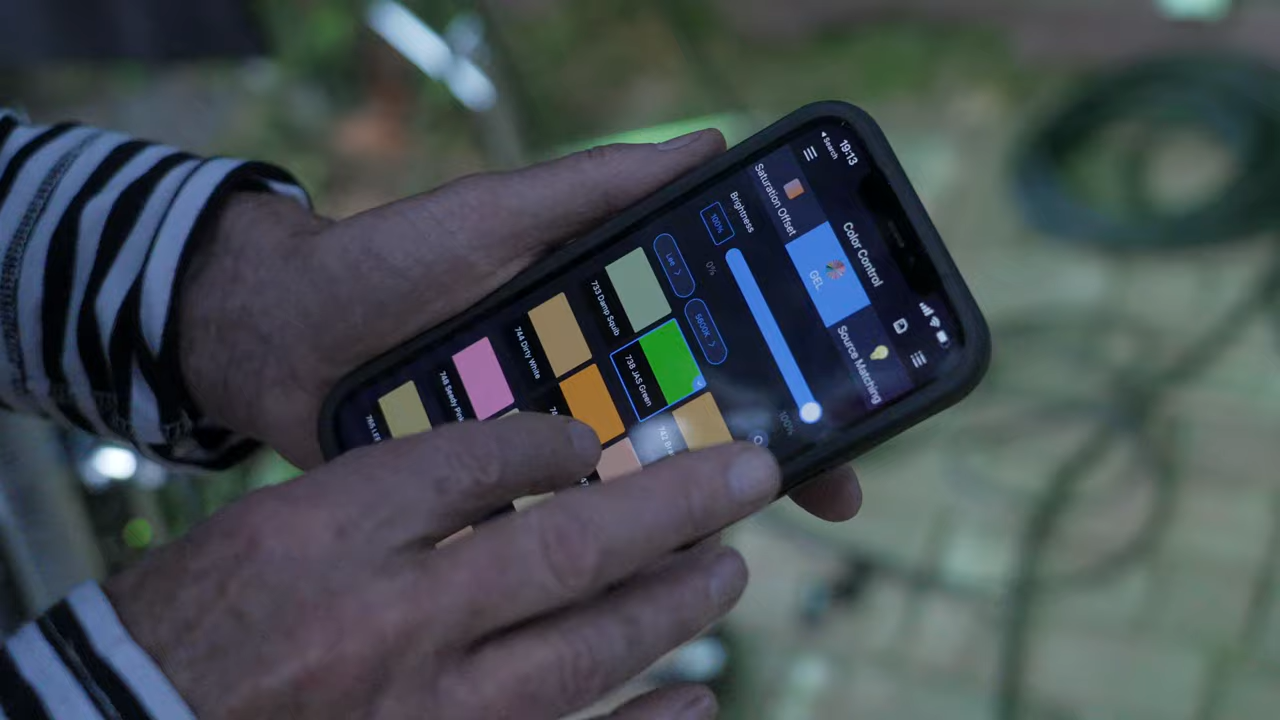 19:13
Search
Color Control
Saturation Offset
GEL
Source Matching
Brightness
100%
0%
100%
Lee >
5600K >
733 Damp Squib
738 JAS Green
744 Dirty White
748 Seedy Pink